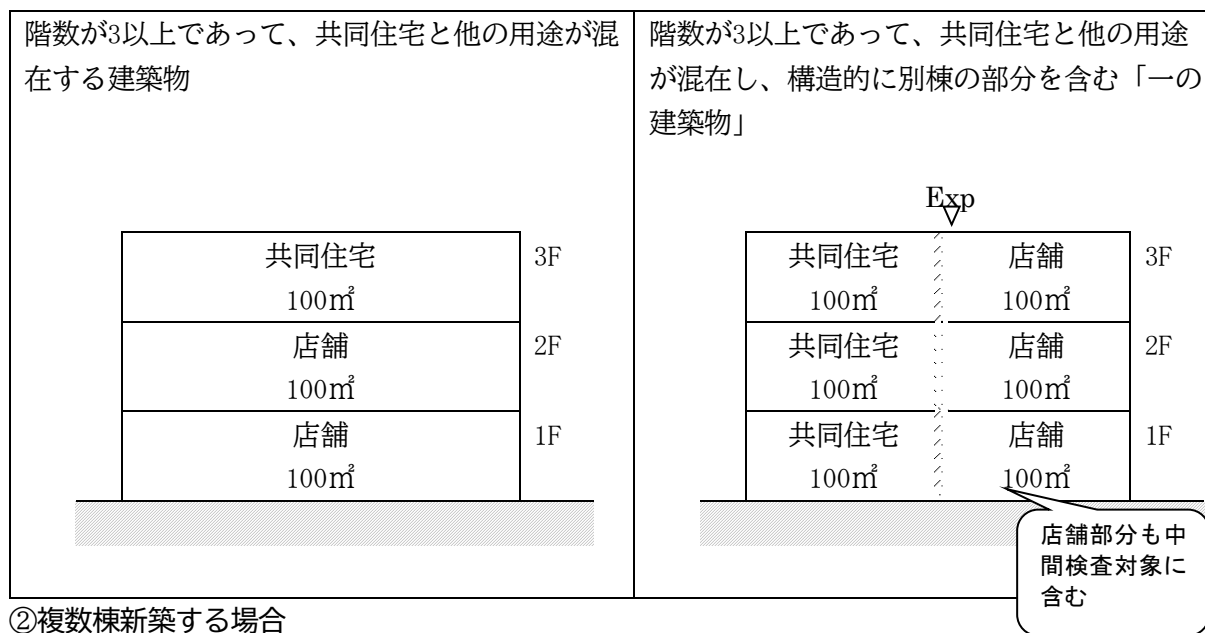 階数が3以上であって、共同住宅と他の用途が混
在する建築物
共同住宅
100㎡
3F
店舗
100㎡
2F
店舗
100㎡
1F
階数が3以上であって、共同住宅と他の用途
が混在し、構造的に別棟の部分を含む「一の
建築物」
Exp
共同住宅 店舗 3F
100㎡ 100㎡
共同住宅 店舗 2F
100㎡ 100㎡
共同住宅 店舗 1F
100㎡ 100㎡
店舗部分も中
間検査対象に
含む
②複数棟新築する場合